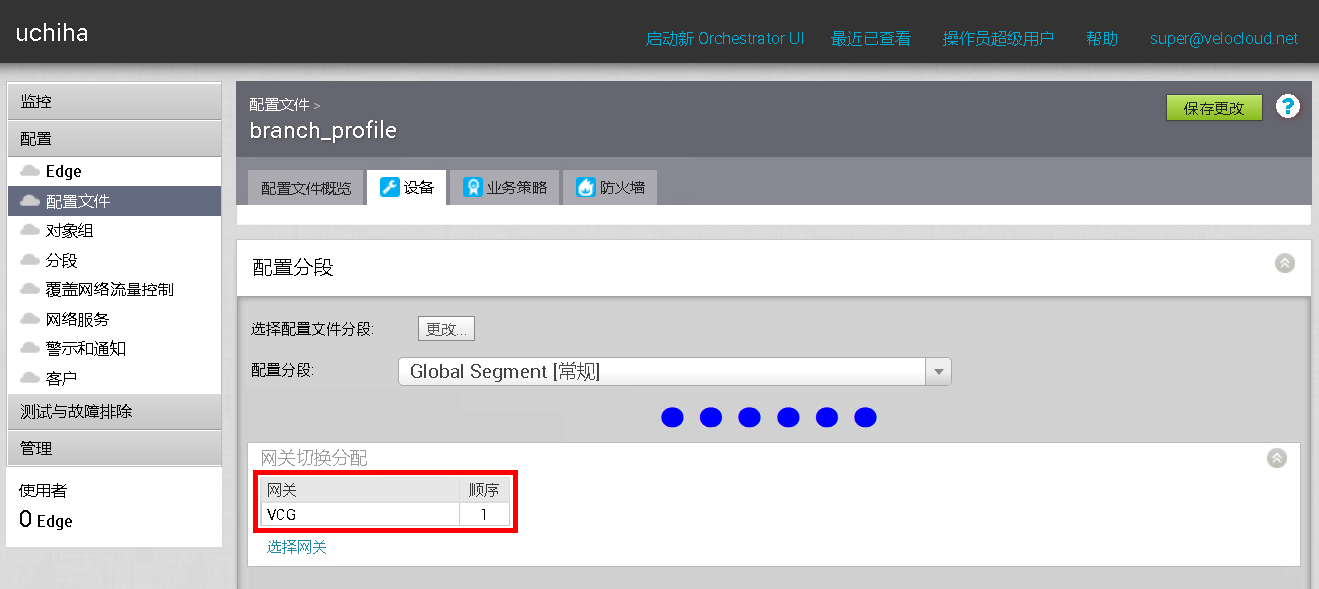 uchiha
启动新 Orchestrator UI 最近已查看 操作员超级用户 帮助 super@velocloud.net
监控
配置
Edge
配置文件
对象组
分段
覆盖网络流量控制
网络服务
警示和通知
客户
测试与故障排除
管理
使用者
0 Edge
配置文件 >
branch_profile
保存更改 ?
配置文件概览 设备 业务策略 防火墙
配置分段
选择配置文件分段: 更改...
配置分段: Global Segment [常规]
网关切换分配
网关 顺序
VCG 1
选择网关